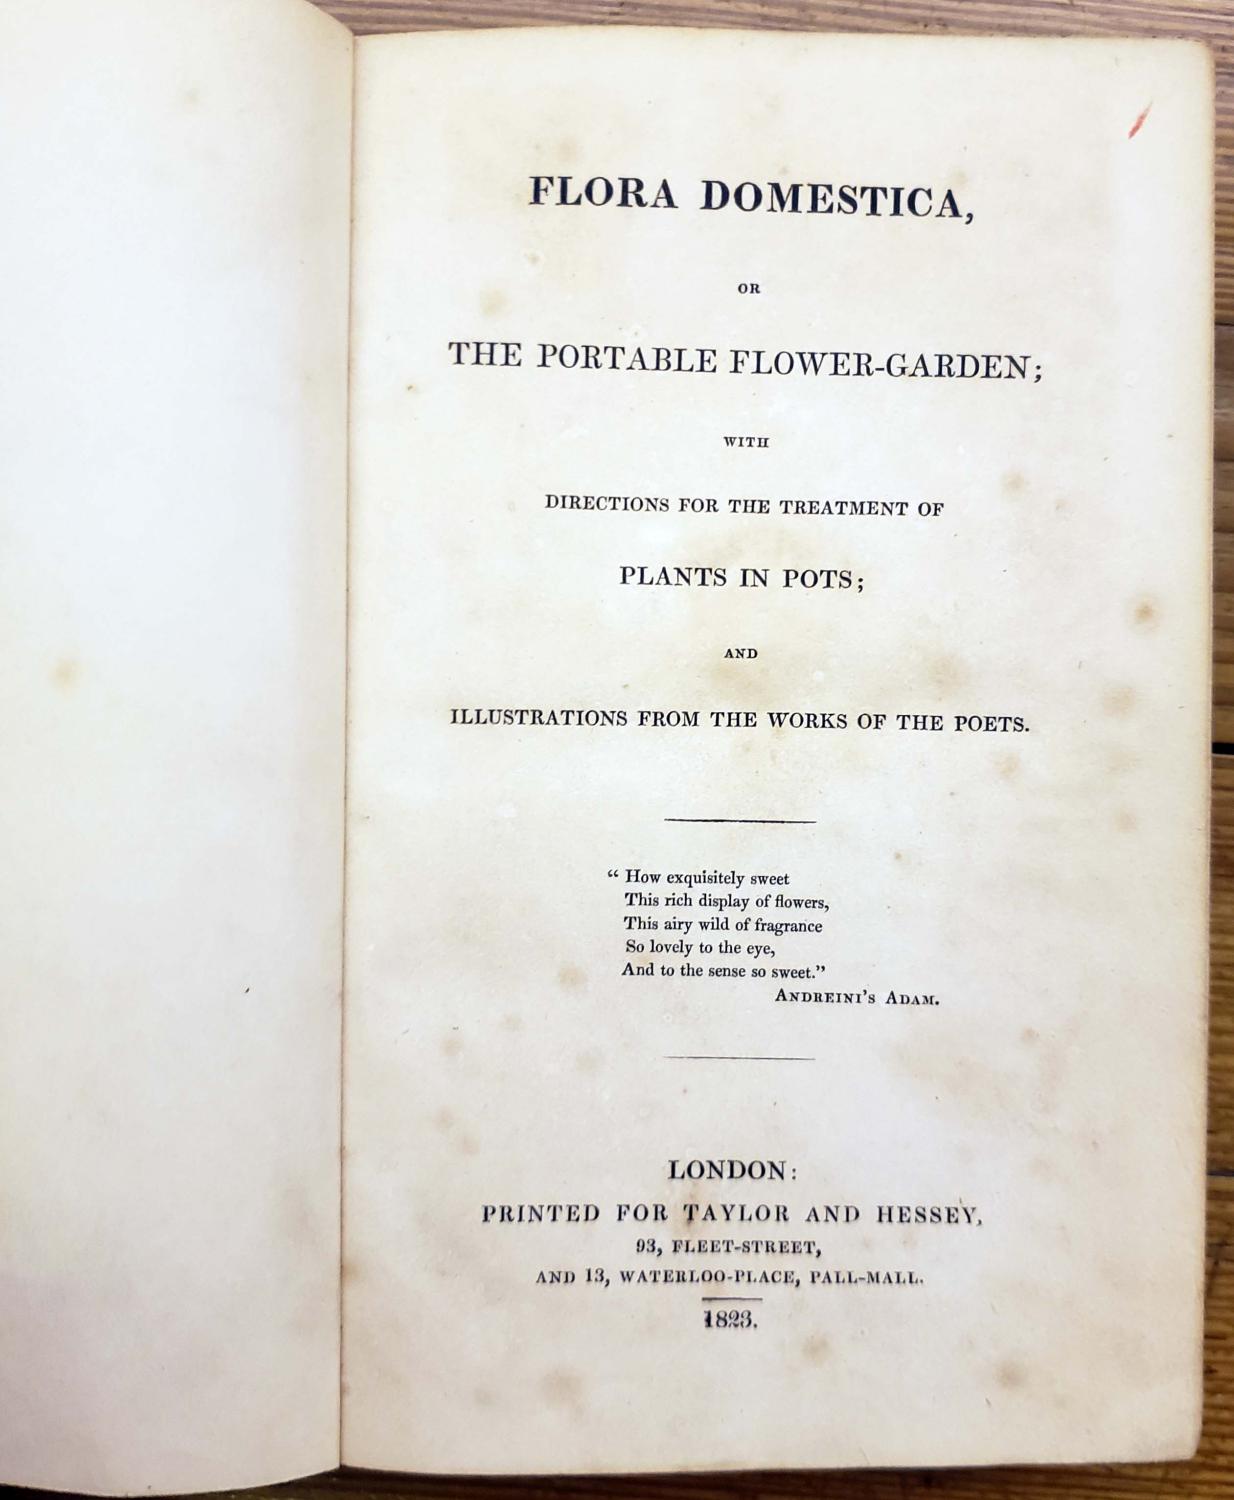 FLORA DOMESTICA,
OR
THE PORTABLE FLOWER-GARDEN;
WITH
DIRECTIONS FOR THE TREATMENT OF
PLANTS IN POTS;
AND
ILLUSTRATIONS FROM THE WORKS OF THE POETS.
“ How exquisitely sweet
This rich display of flowers,
This airy wild of fragrance
So lovely to the eye,
And to the sense so sweet.”
ANDREINI’S ADAM.
LONDON:
PRINTED FOR TAYLOR AND HESSEY,
93, FLEET-STREET,
AND 13, WATERLOO-PLACE, PALL-MALL.
1823.